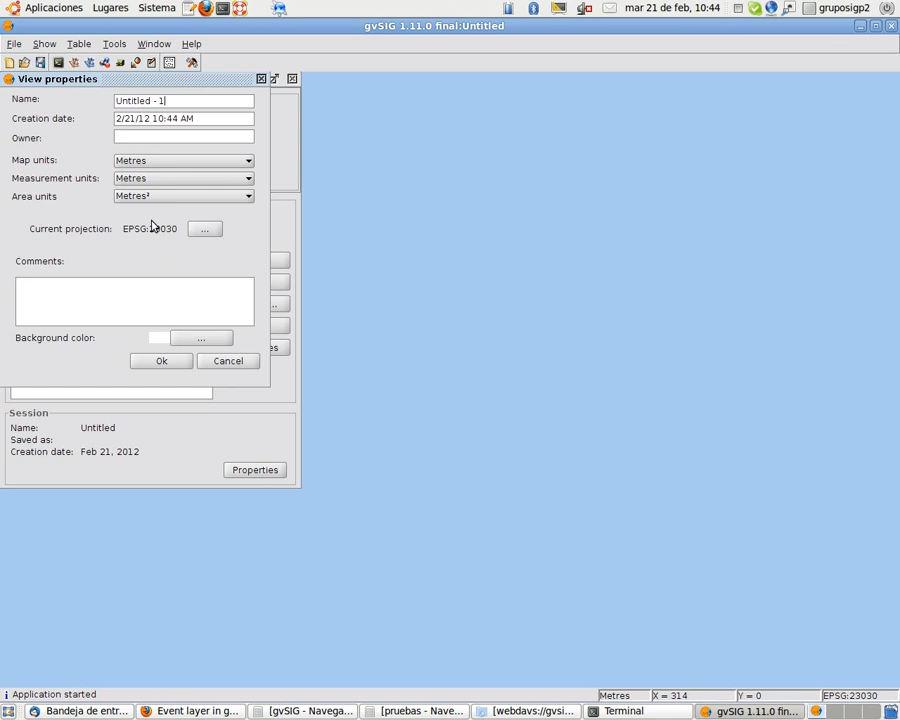 Aplicaciones Lugares Sistema mar 21 de feb, 10:44 gruposigp2
gvSIG 1.11.0 final:Untitled
File Show Table Tools Window Help
View properties
Name: Untitled - 1
Creation date: 2/21/12 10:44 AM
Owner:
Map units: Metres
Measurement units: Metres
Area units Metres²
Current projection: EPSG:23030 ...
Comments:
Background color: ...
Ok Cancel
Session
Name: Untitled
Saved as:
Creation date: Feb 21, 2012
Properties
Application started Metres X = 314 Y = 0 EPSG:23030
Bandeja de entr... Event layer in g... [gvSIG - Navega... [pruebas - Nave... [webdavs://gvsi... Terminal gvSIG 1.11.0 fin...